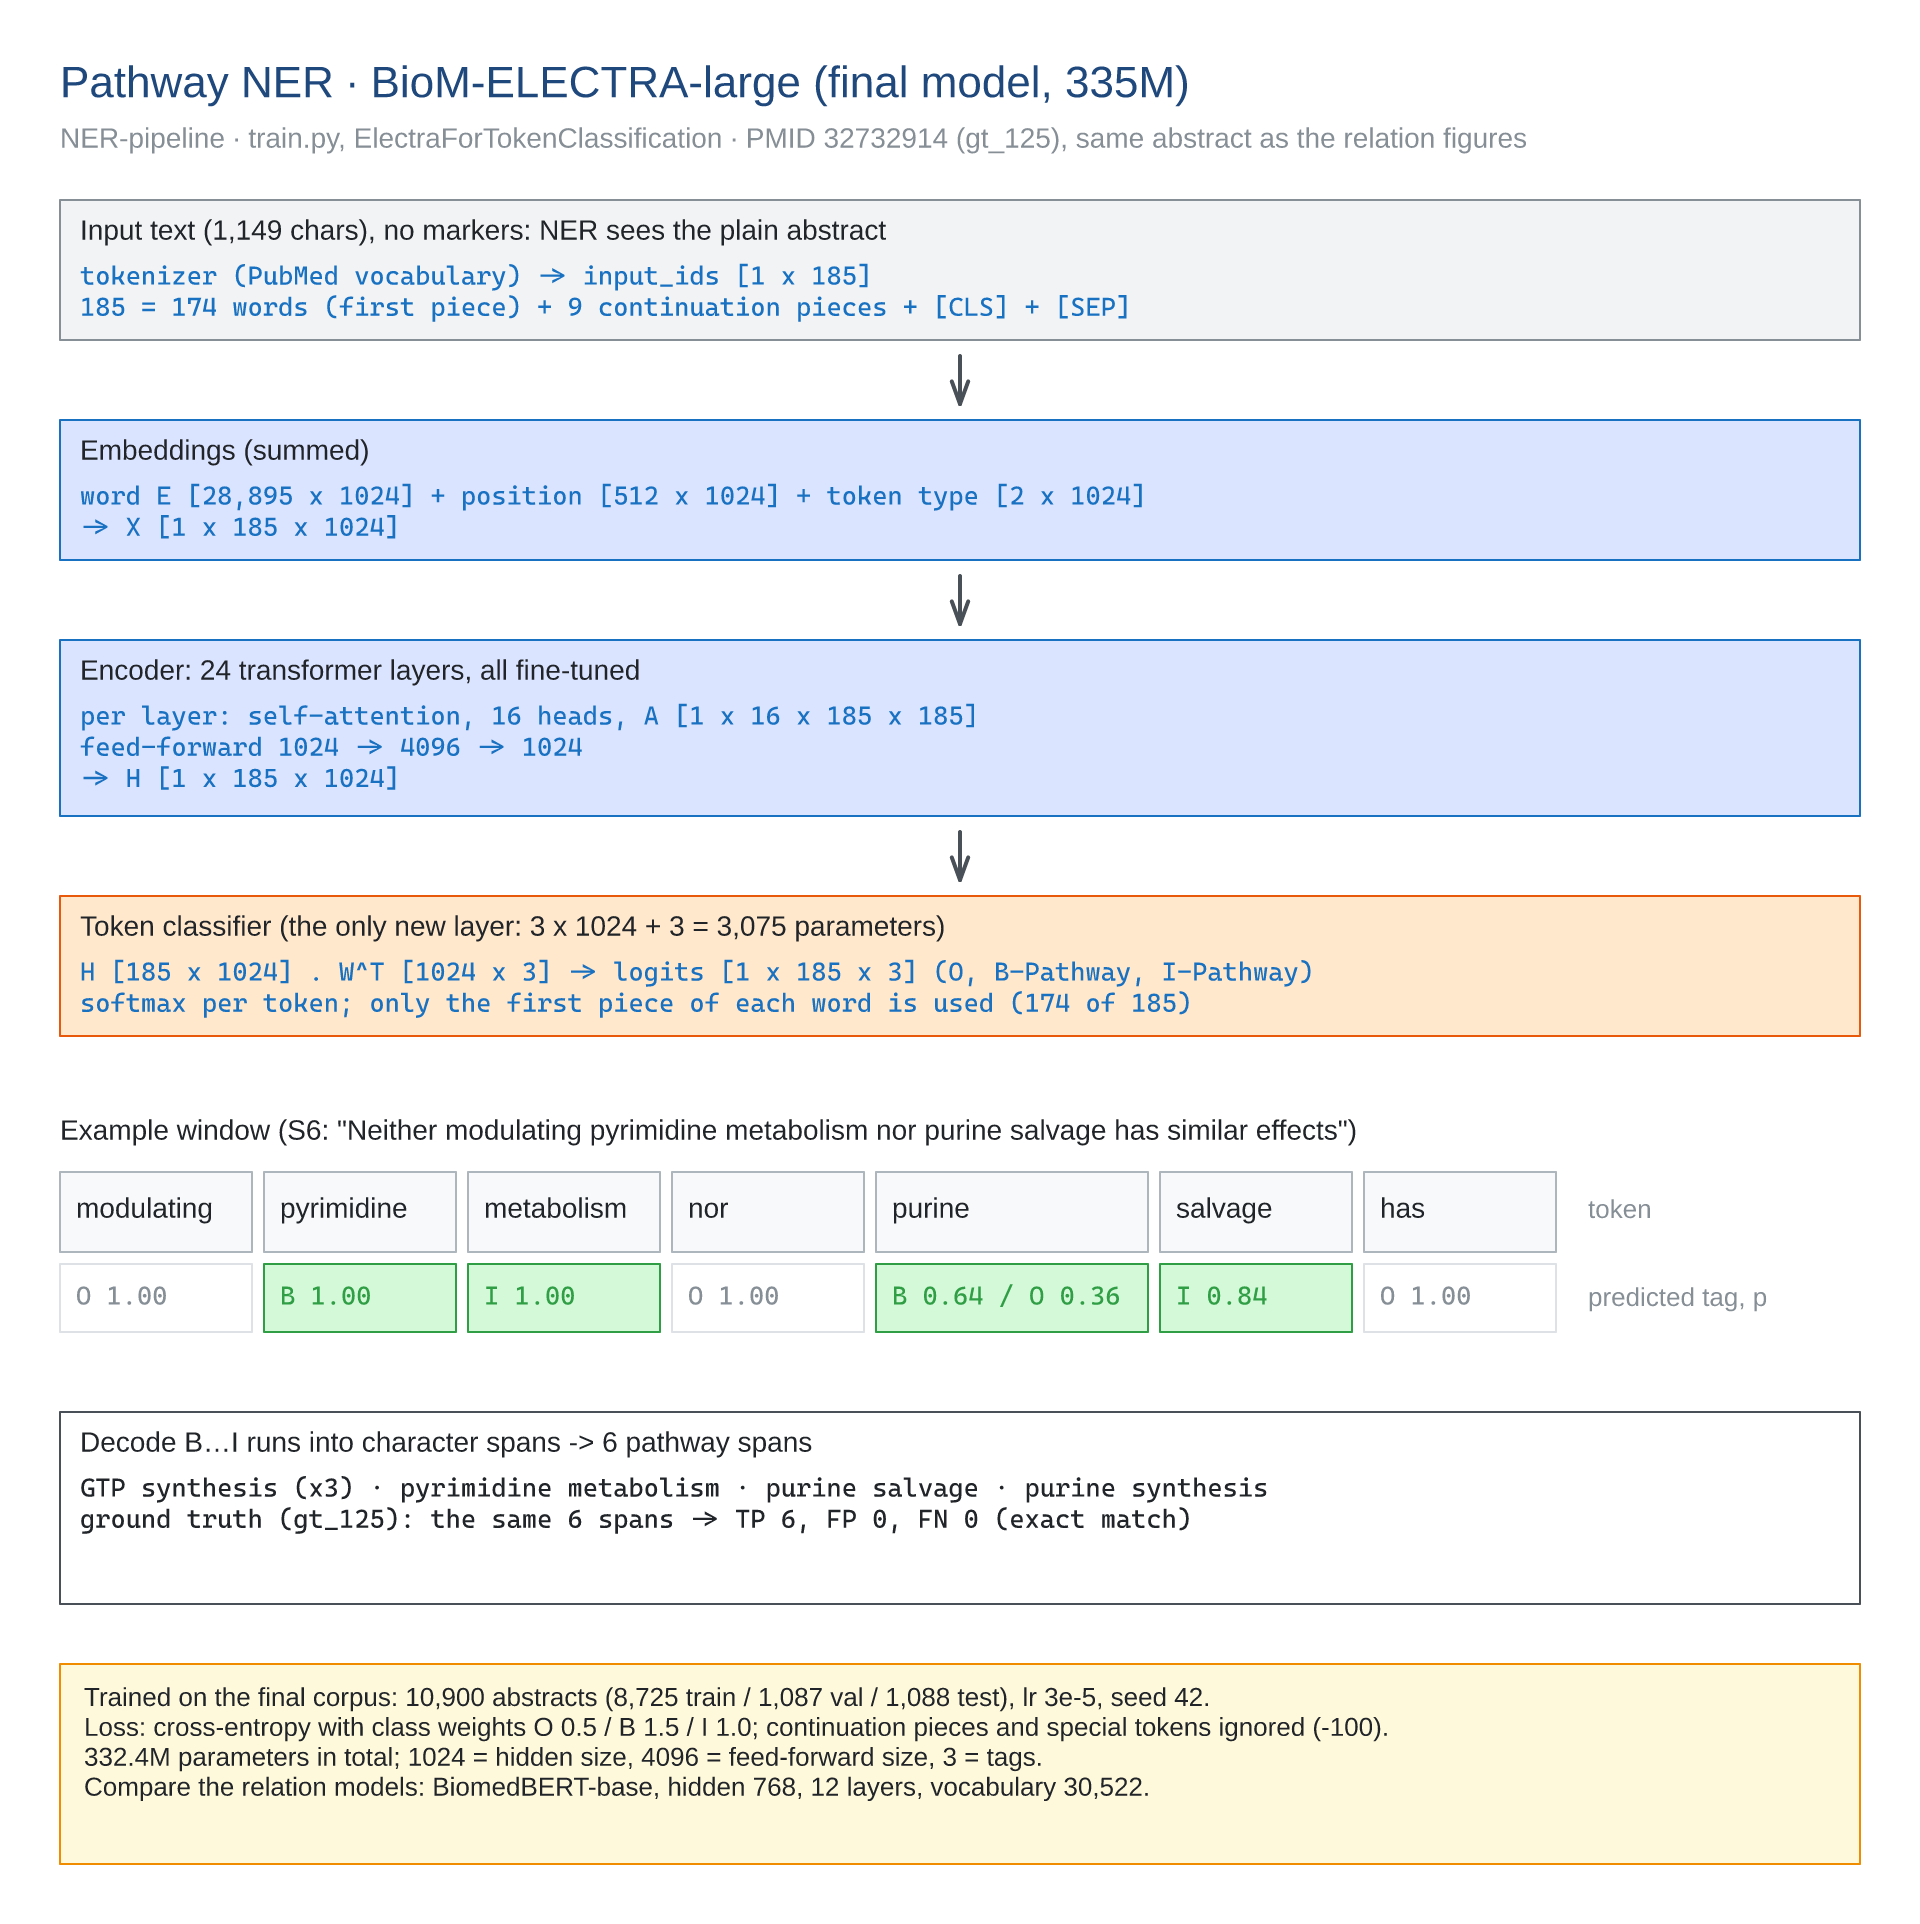 Pathway NER · BioM-ELECTRA-large (final model, 335M)
NER-pipeline · train.py, ElectraForTokenClassification · PMID 32732914 (gt_125), same abstract as the relation figures
Input text (1,149 chars), no markers: NER sees the plain abstract
tokenizer (PubMed vocabulary) → input_ids [1 x 185]
185 = 174 words (first piece) + 9 continuation pieces + [CLS] + [SEP]
Embeddings (summed)
word E [28,895 x 1024] + position [512 x 1024] + token type [2 x 1024]
→ X [1 x 185 x 1024]
Encoder: 24 transformer layers, all fine-tuned
per layer: self-attention, 16 heads, A [1 x 16 x 185 x 185]
feed-forward 1024 → 4096 → 1024
→ H [1 x 185 x 1024]
Token classifier (the only new layer: 3 x 1024 + 3 = 3,075 parameters)
H [185 x 1024] . W^T [1024 x 3] → logits [1 x 185 x 3] (O, B-Pathway, I-Pathway)
softmax per token; only the first piece of each word is used (174 of 185)
Example window (S6: "Neither modulating pyrimidine metabolism nor purine salvage has similar effects")
modulating pyrimidine metabolism nor purine salvage has token
O 1.00 B 1.00 I 1.00 O 1.00 B 0.64 / O 0.36 I 0.84 O 1.00 predicted tag, p
Decode B…I runs into character spans -> 6 pathway spans
GTP synthesis (x3) · pyrimidine metabolism · purine salvage · purine synthesis
ground truth (gt_125): the same 6 spans → TP 6, FP 0, FN 0 (exact match)
Trained on the final corpus: 10,900 abstracts (8,725 train / 1,087 val / 1,088 test), lr 3e-5, seed 42.
Loss: cross-entropy with class weights O 0.5 / B 1.5 / I 1.0; continuation pieces and special tokens ignored (-100).
332.4M parameters in total; 1024 = hidden size, 4096 = feed-forward size, 3 = tags.
Compare the relation models: BiomedBERT-base, hidden 768, 12 layers, vocabulary 30,522.